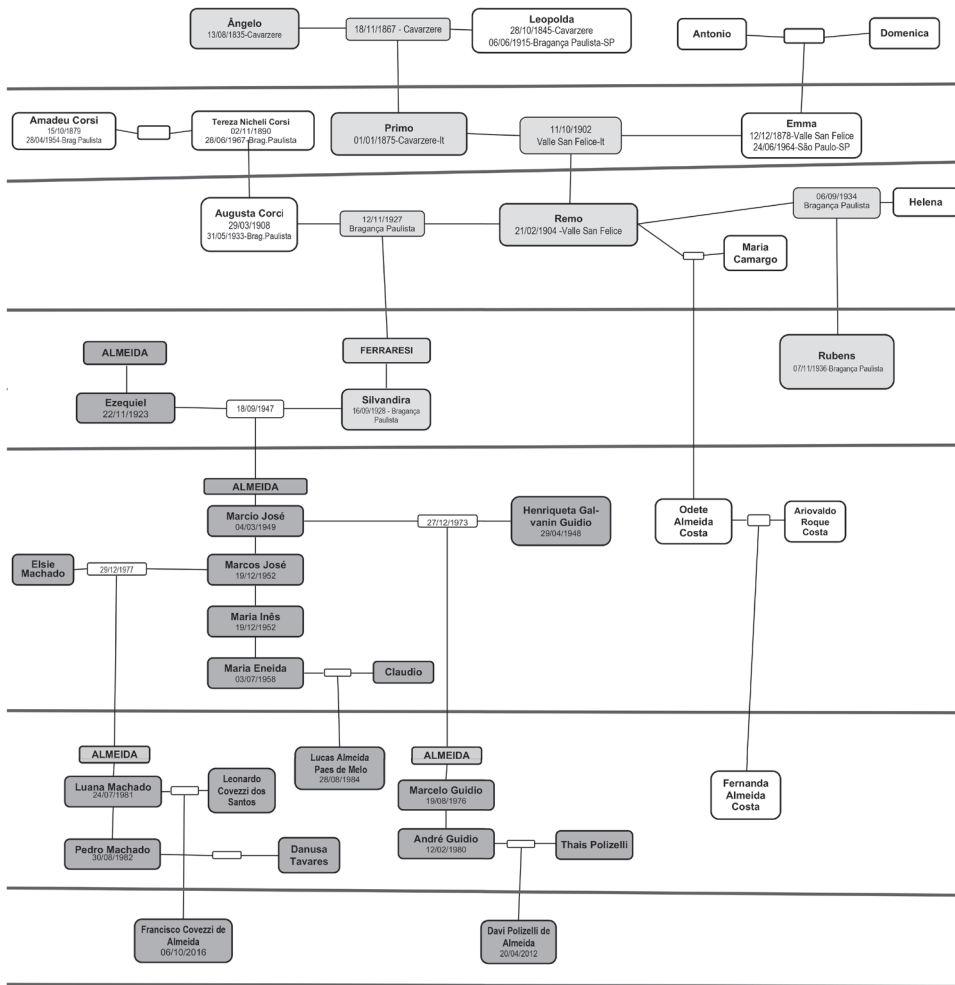 Ângelo
13/08/1835-Cavarzere
18/11/1867 - Cavarzere
Leopolda
28/10/1845-Cavarzere
06/06/1915-Bragança Paulista-SP
Antonio
Domenica
Amadeu Corsi
15/10/1879
28/04/1954-Brag.Paulista
Tereza Nicheli Corsi
02/11/1890
28/06/1967-Brag.Paulista
Primo
01/01/1875-Cavarzere-It
11/10/1902
Valle San Felice-It
Emma
12/12/1878-Valle San Felice
24/06/1964-São Paulo-SP
Augusta Corci
29/03/1908
31/05/1933-Brag.Paulista
12/11/1927
Bragança Paulista
Remo
21/02/1904 -Valle San Felice
06/09/1934
Bragança Paulista
Helena
Maria
Camargo
ALMEIDA
FERRARESI
Rubens
07/11/1936-Bragança Paulista
Ezequiel
22/11/1923
18/09/1947
Silvandira
16/09/1928 - Bragança
Paulista
ALMEIDA
Marcio José
04/03/1949
27/12/1973
Henriqueta Gal-
vanin Guidio
29/04/1948
Odete
Almeida
Costa
Ariovaldo
Roque
Costa
Elsie
Machado
29/12/1977
Marcos José
19/12/1952
Maria Inês
19/12/1952
Maria Eneida
03/07/1958
Claudio
ALMEIDA
Luana Machado
24/07/1981
Leonardo
Covezzi dos
Santos
Lucas Almeida
Paes de Melo
28/08/1984
ALMEIDA
Marcelo Guidio
19/08/1976
Fernanda
Almeida
Costa
Pedro Machado
30/08/1982
Danusa
Tavares
André Guidio
12/02/1980
Thais Polizelli
Francisco Covezzi de
Almeida
06/10/2016
Davi Polizelli de
Almeida
20/04/2012